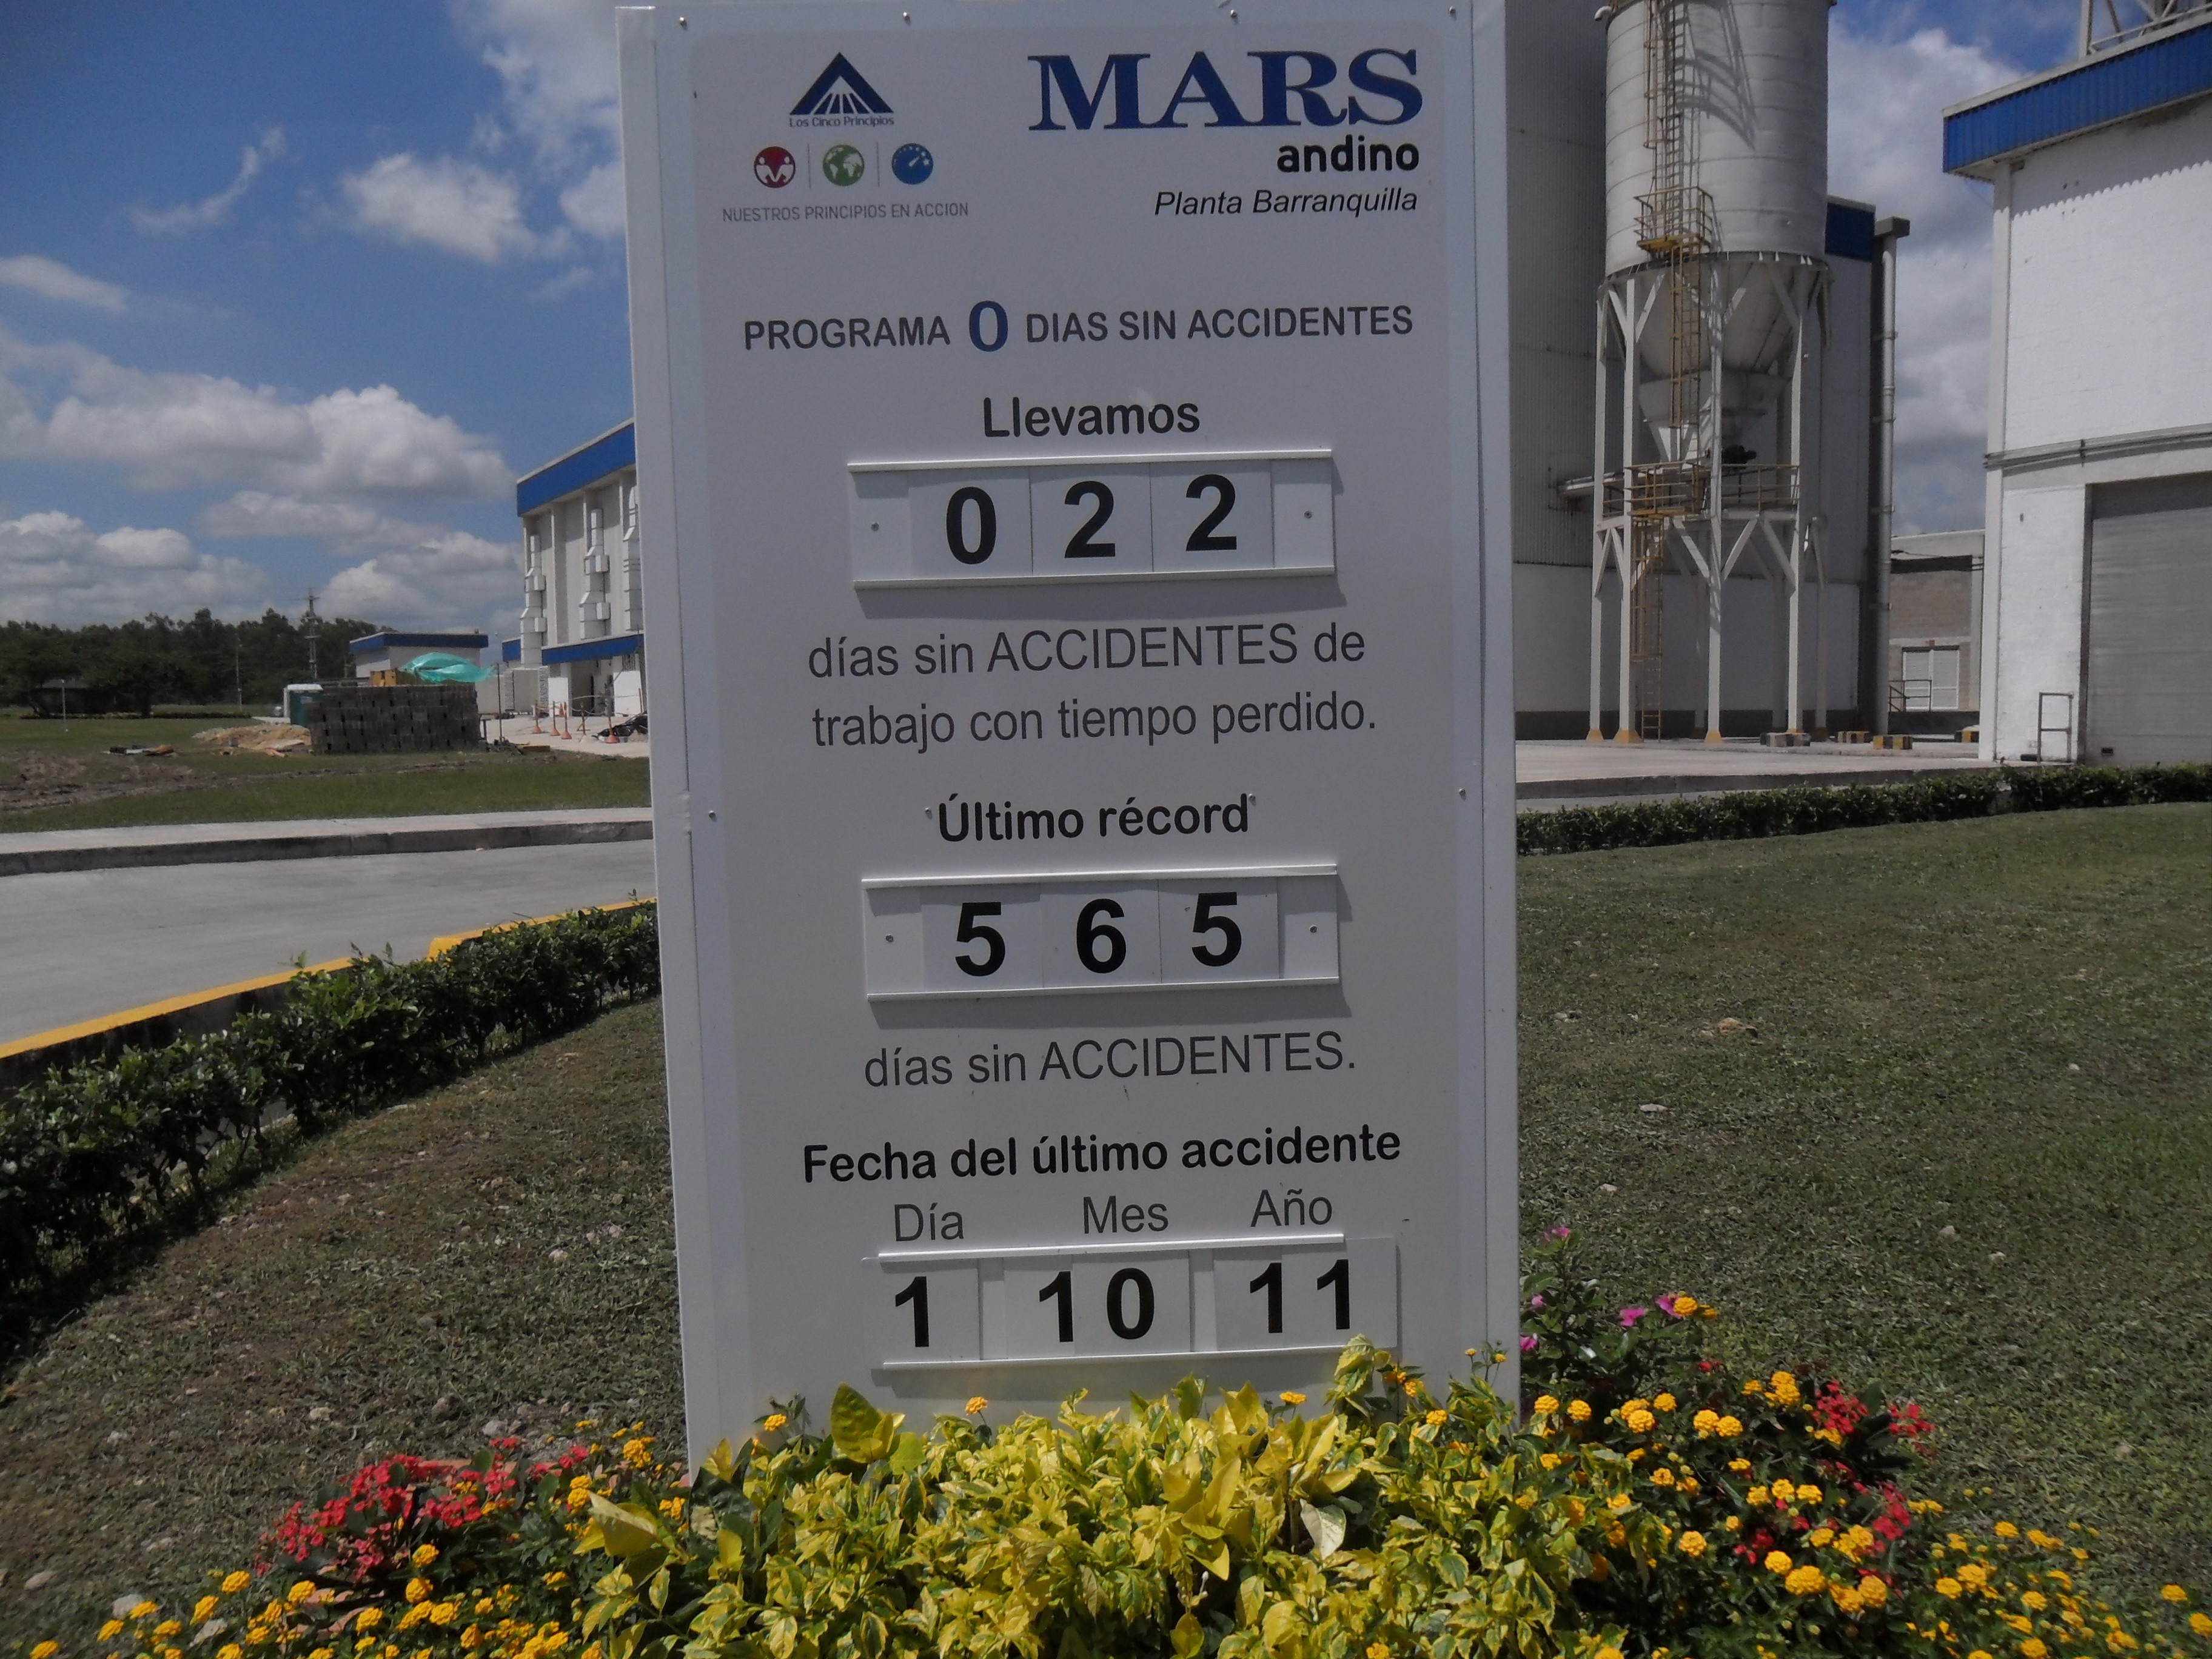 Los Cinco Principios
NUESTROS PRINCIPIOS EN ACCION
MARS
andino
Planta Barranquilla
PROGRAMA 0 DIAS SIN ACCIDENTES
Llevamos
0 2 2
días sin ACCIDENTES de
trabajo con tiempo perdido.
Último récord
5 6 5
días sin ACCIDENTES.
Fecha del último accidente
Día Mes Año
1 10 11